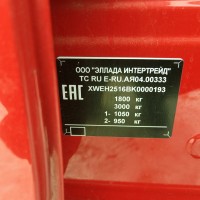 ООО "ЭЛЛАДА ИНТЕРТРЕЙД"
ТС RU E-RU.АЯ04.00333
EAC XWEH2516BK0000193
1800 кг
3000 кг
1- 1050 кг
2- 950 кг